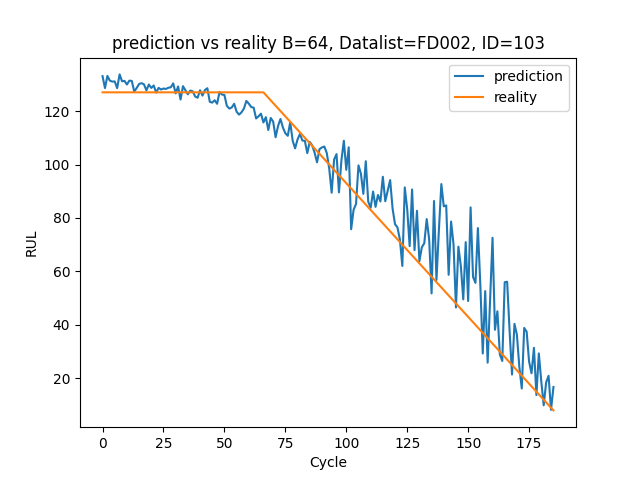 prediction vs reality B=64, Datalist=FD002, ID=103
prediction
reality
RUL
120
100
80
60
40
20
0 25 50 75 100 125 150 175
Cycle